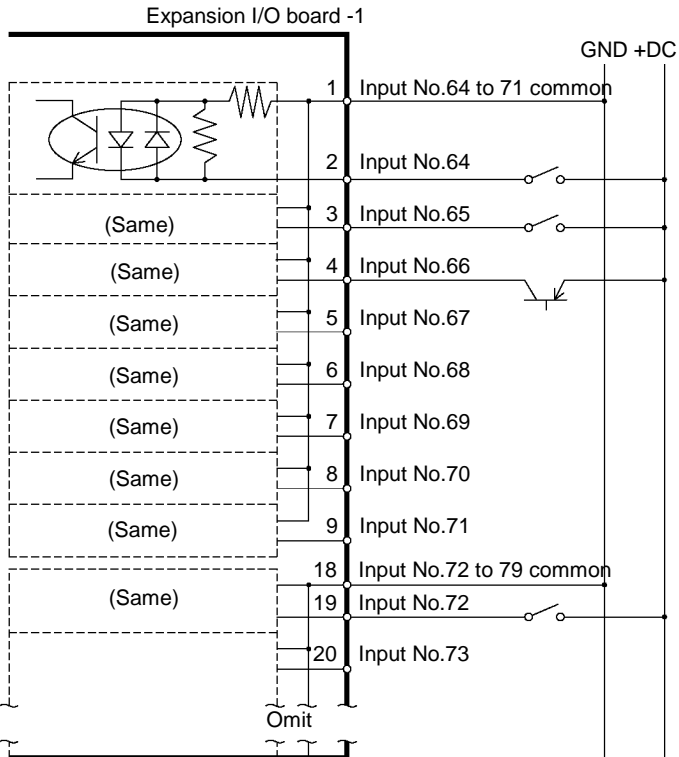 Expansion I/O board -1
GND +DC
1 Input No.64 to 71 common
2 Input No.64
(Same) 3 Input No.65
(Same) 4 Input No.66
(Same) 5 Input No.67
(Same) 6 Input No.68
(Same) 7 Input No.69
(Same) 8 Input No.70
(Same) 9 Input No.71
18 Input No.72 to 79 common
(Same) 19 Input No.72
20 Input No.73
Omit